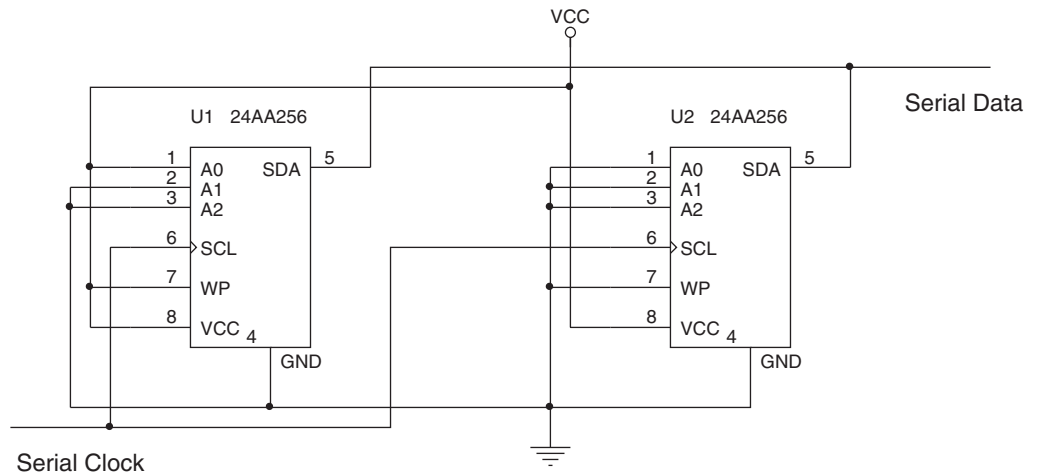 VCC
Serial Data
U1 24AA256
U2 24AA256
1 A0 SDA 5
2 A1
3 A2
6 SCL
7 WP
8 VCC 4
GND
1 A0 SDA 5
2 A1
3 A2
6 SCL
7 WP
8 VCC 4
GND
Serial Clock